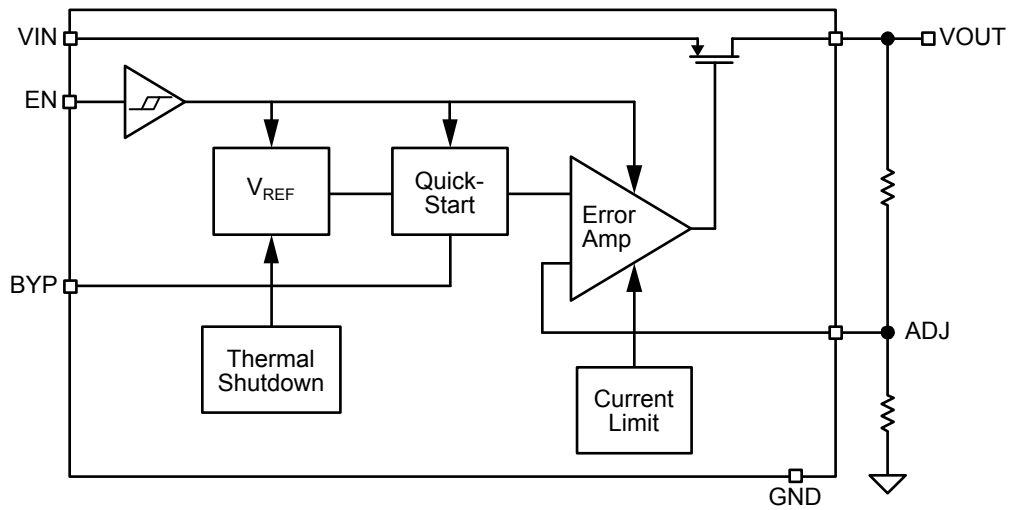 VIN
VOUT
EN
VREF
Quick-
Start
Error
Amp
BYP
ADJ
Thermal
Shutdown
Current
Limit
GND